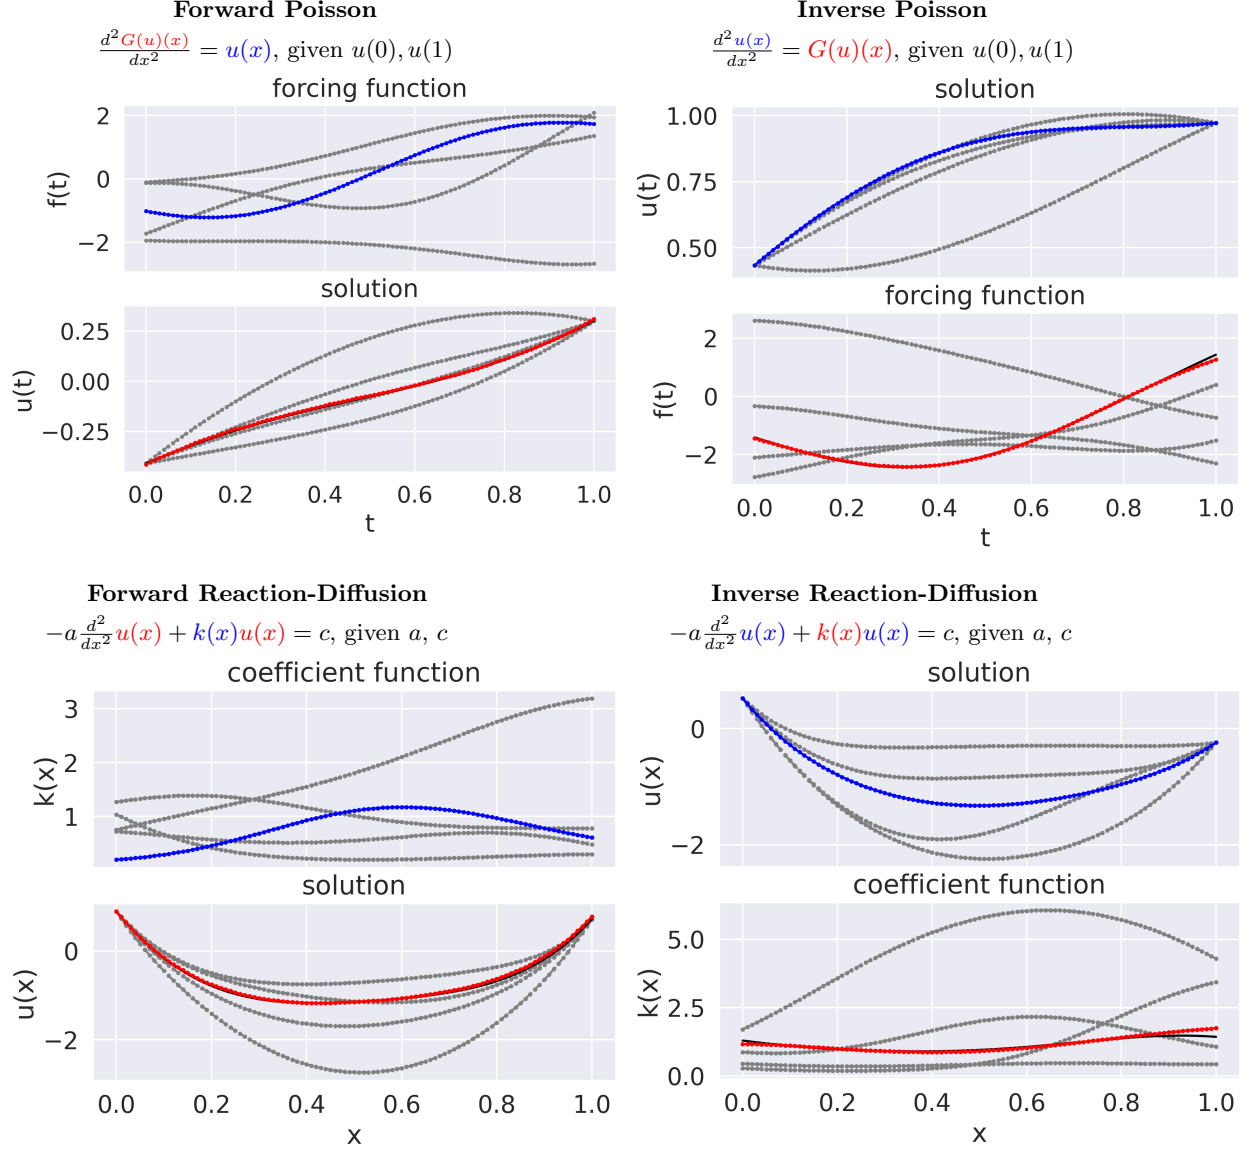 Forward Poisson
d²G(u)(x)/dx² = u(x), given u(0), u(1)
forcing function
2
0
−2
f(t)
solution
0.25
0.00
−0.25
u(t)
0.0 0.2 0.4 0.6 0.8 1.0
t
Inverse Poisson
d²u(x)/dx² = G(u)(x), given u(0), u(1)
solution
1.00
0.75
0.50
u(t)
forcing function
2
0
−2
f(t)
0.0 0.2 0.4 0.6 0.8 1.0
t
Forward Reaction-Diffusion
−a d²/dx² u(x) + k(x)u(x) = c, given a, c
coefficient function
3
2
1
k(x)
solution
0
−2
u(x)
0.0 0.2 0.4 0.6 0.8 1.0
x
Inverse Reaction-Diffusion
−a d²/dx² u(x) + k(x)u(x) = c, given a, c
solution
0
−2
u(x)
coefficient function
5.0
2.5
0.0
k(x)
0.0 0.2 0.4 0.6 0.8 1.0
x